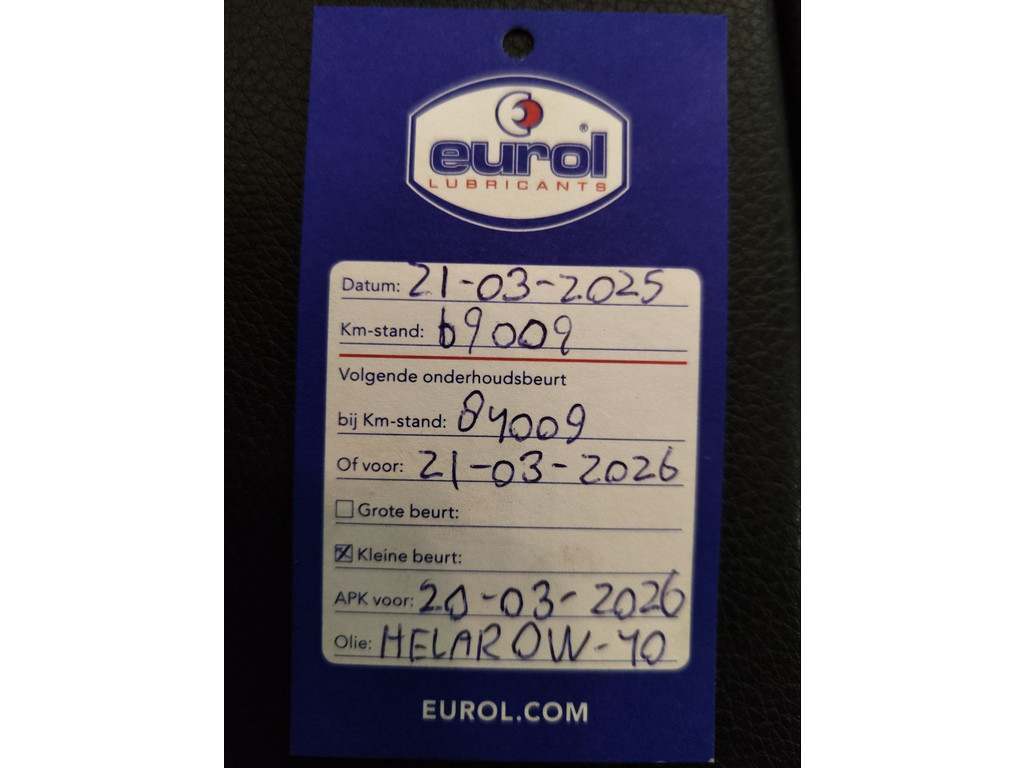 eurol®
LUBRICANTS
Datum: 21-03-2025
Km-stand: 69009
Volgende onderhoudsbeurt
bij Km-stand: 84009
Of voor: 21-03-2026
Grote beurt:
Kleine beurt:
APK voor: 20-03-2026
Olie: HELAR 0W-40
EUROL.COM